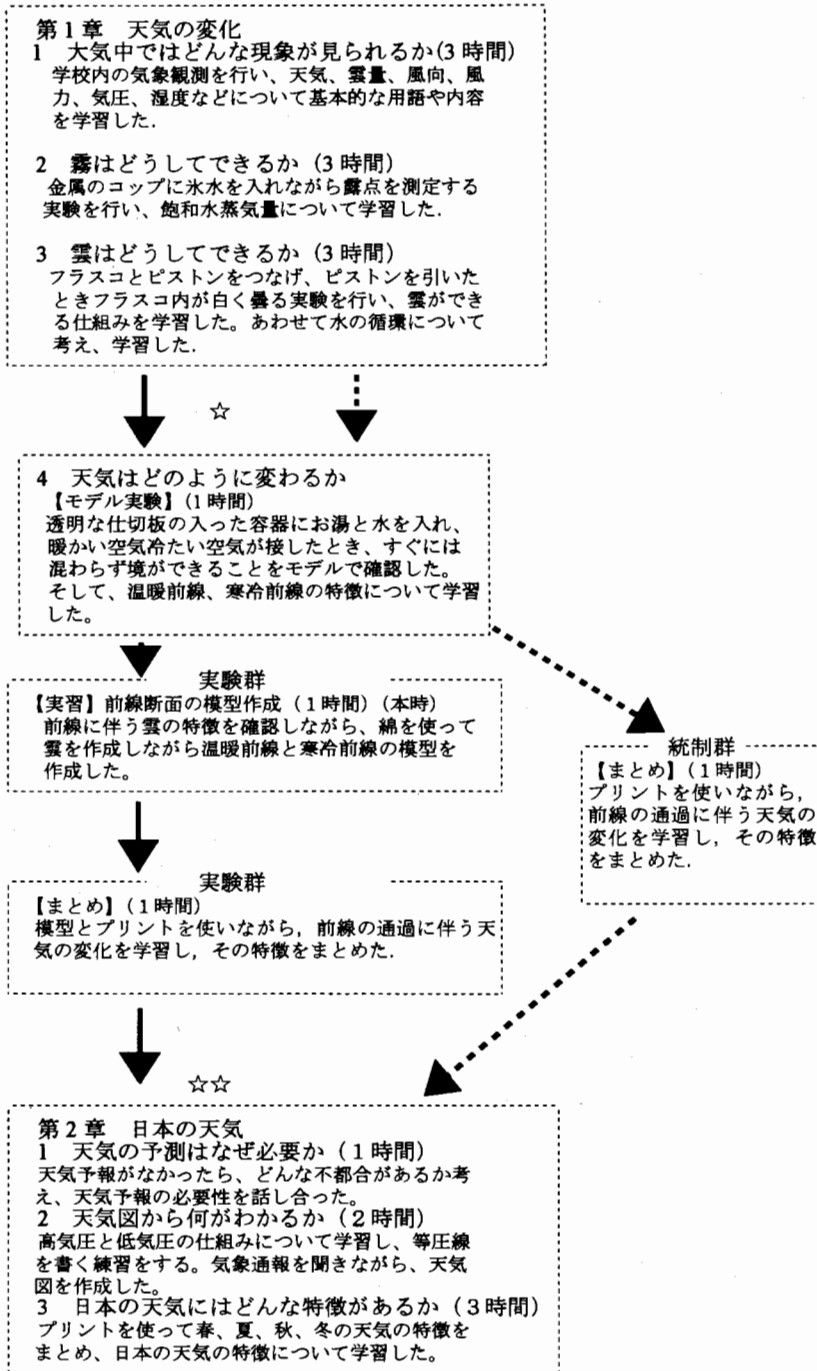 第1章 天気の変化
1 大気中ではどんな現象が見られるか(3時間)
学校内の気象観測を行い、天気、雲量、風向、風
力、気圧、湿度などについて基本的な用語や内容
を学習した.
2 霧はどうしてできるか(3時間)
金属のコップに氷水を入れながら露点を測定する
実験を行い、飽和水蒸気量について学習した.
3 雲はどうしてできるか(3時間)
フラスコとピストンをつなげ、ピストンを引いた
ときフラスコ内が白く曇る実験を行い、雲ができ
る仕組みを学習した。あわせて水の循環について
考え、学習した.
☆
4 天気はどのように変わるか
【モデル実験】(1時間)
透明な仕切板の入った容器にお湯と水を入れ、
暖かい空気冷たい空気が接したとき、すぐには
混わらず境ができることをモデルで確認した。
そして、温暖前線、寒冷前線の特徴について学習
した。
実験群
【実習】前線断面の模型作成(1時間)(本時)
前線に伴う雲の特徴を確認しながら、綿を使って
雲を作成しながら温暖前線と寒冷前線の模型を
作成した。
統制群
【まとめ】(1時間)
プリントを使いながら,
前線の通過に伴う天気の
変化を学習し,その特徴
をまとめた.
実験群
【まとめ】(1時間)
模型とプリントを使いながら,前線の通過に伴う天
気の変化を学習し,その特徴をまとめた.
☆☆
第2章 日本の天気
1 天気の予測はなぜ必要か(1時間)
天気予報がなかったら、どんな不都合があるか考
え、天気予報の必要性を話し合った。
2 天気図から何がわかるか(2時間)
高気圧と低気圧の仕組みについて学習し、等圧線
を書く練習をする。気象通報を聞きながら、天気
図を作成した。
3 日本の天気にはどんな特徴があるか(3時間)
プリントを使って春、夏、秋、冬の天気の特徴を
まとめ、日本の天気の特徴について学習した。